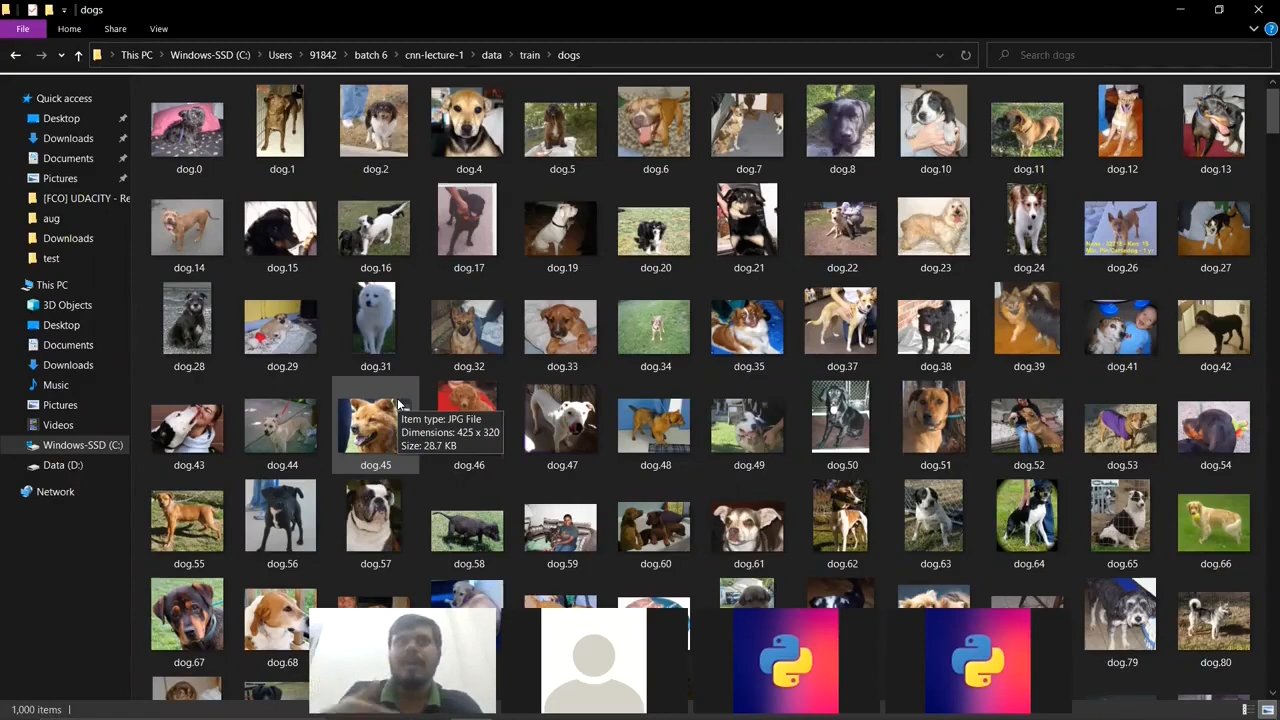 dogs
File
Home
Share
View
This PC
Windows-SSD (C:)
Users
91842
batch 6
cnn-lecture-1
data
train
dogs
Search dogs
Quick access
Desktop
Downloads
Documents
Pictures
[FCO] UDACITY - Re
aug
Downloads
test
This PC
3D Objects
Desktop
Documents
Downloads
Music
Pictures
Videos
Windows-SSD (C:)
Data (D:)
Network
dog.0 dog.1 dog.2 dog.4 dog.5 dog.6 dog.7 dog.8 dog.10 dog.11 dog.12 dog.13
dog.14 dog.15 dog.16 dog.17 dog.19 dog.20 dog.21 dog.22 dog.23 dog.24 dog.26 dog.27
dog.28 dog.29 dog.31 dog.32 dog.33 dog.34 dog.35 dog.37 dog.38 dog.39 dog.41 dog.42
Item type: JPG File
Dimensions: 425 x 320
Size: 28.7 KB
dog.43 dog.44 dog.45 dog.46 dog.47 dog.48 dog.49 dog.50 dog.51 dog.52 dog.53 dog.54
dog.55 dog.56 dog.57 dog.58 dog.59 dog.60 dog.61 dog.62 dog.63 dog.64 dog.65 dog.66
dog.67 dog.68 dog.79 dog.80
1,000 items